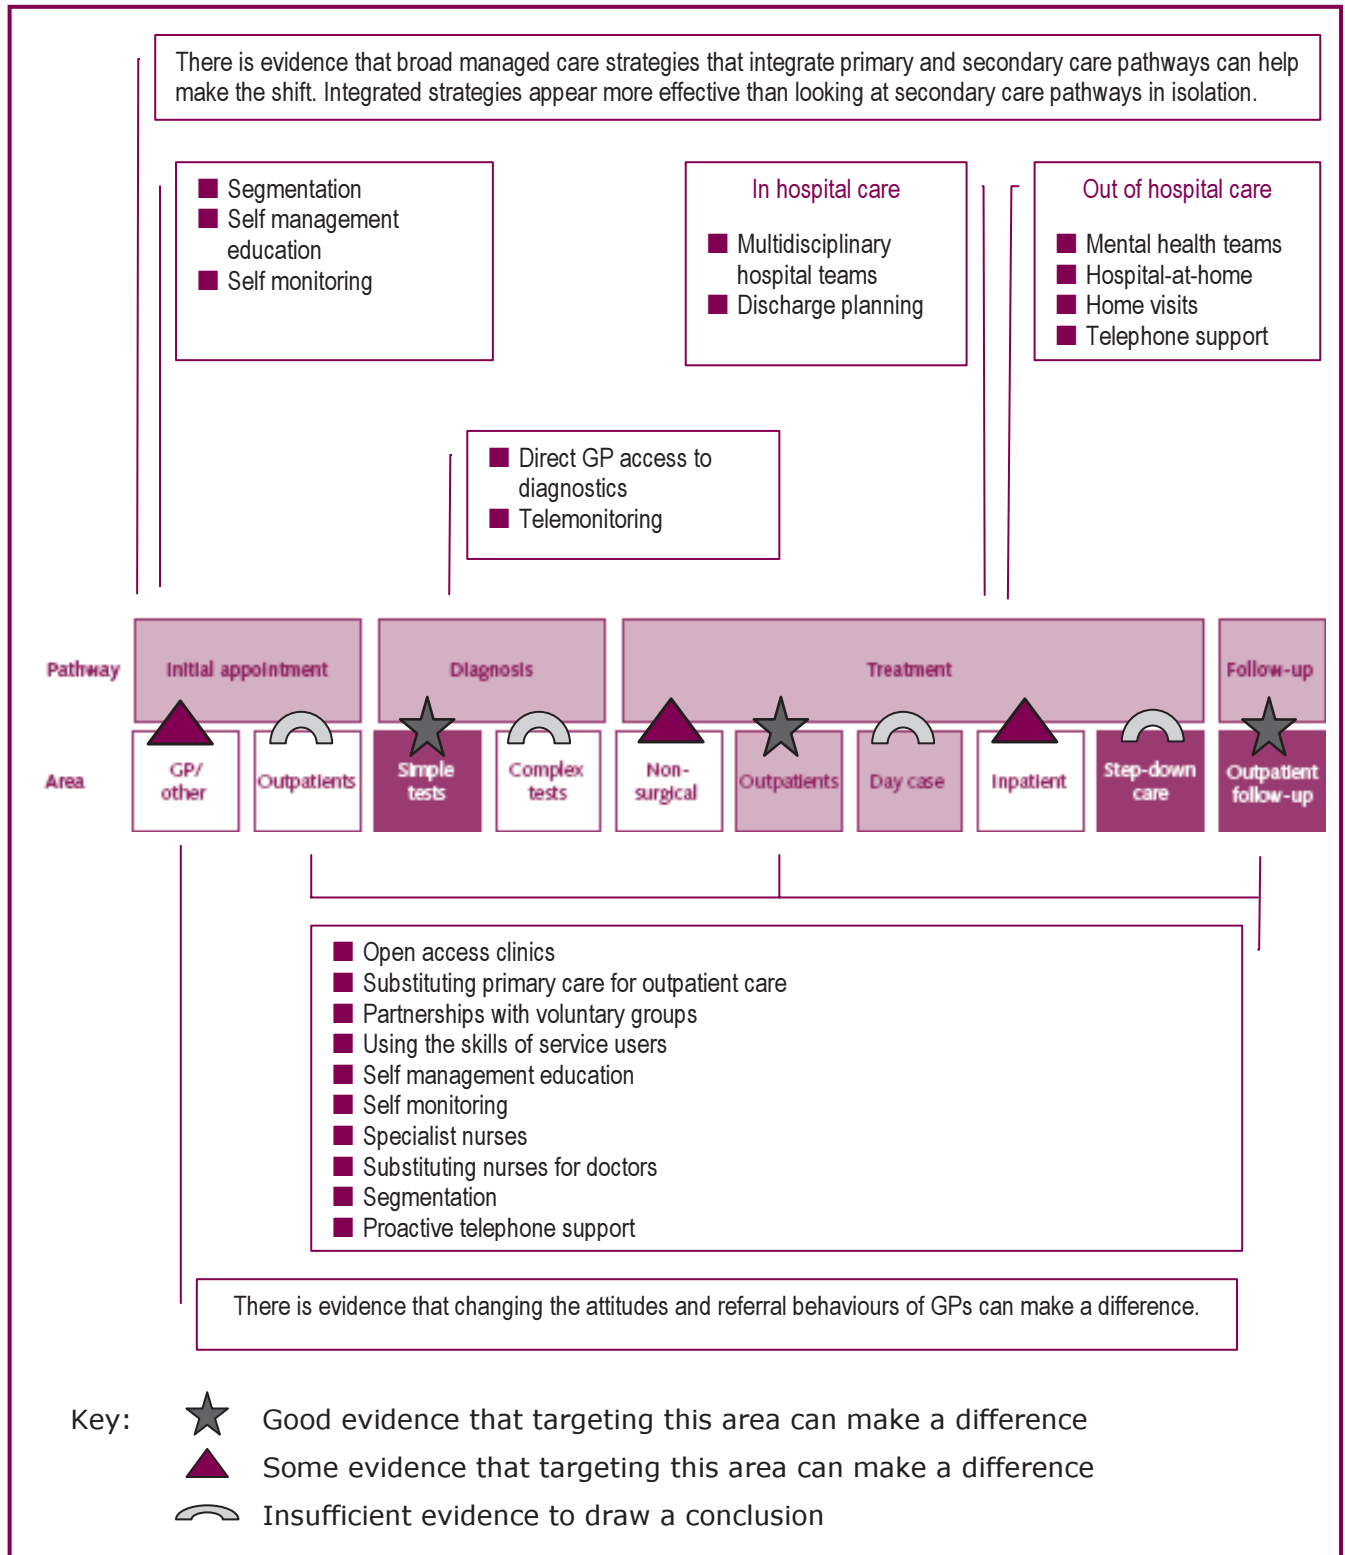 There is evidence that broad managed care strategies that integrate primary and secondary care pathways can help
make the shift. Integrated strategies appear more effective than looking at secondary care pathways in isolation.
Segmentation
Self management
education
Self monitoring
In hospital care
Multidisciplinary
hospital teams
Discharge planning
Out of hospital care
Mental health teams
Hospital-at-home
Home visits
Telephone support
Direct GP access to
diagnostics
Telemonitoring
Pathway
Initial appointment
Diagnosis
Treatment
Follow-up
Area
GP/
other
Outpatients
Simple
tests
Complex
tests
Non-
surgical
Outpatients
Day case
Inpatient
Step-down
care
Outpatient
follow-up
Open access clinics
Substituting primary care for outpatient care
Partnerships with voluntary groups
Using the skills of service users
Self management education
Self monitoring
Specialist nurses
Substituting nurses for doctors
Segmentation
Proactive telephone support
There is evidence that changing the attitudes and referral behaviours of GPs can make a difference.
Key:
Good evidence that targeting this area can make a difference
Some evidence that targeting this area can make a difference
Insufficient evidence to draw a conclusion